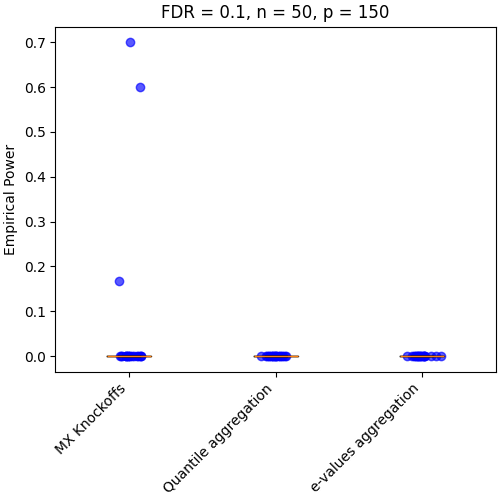 FDR = 0.1, n = 50, p = 150
Empirical Power
0.7
0.6
0.5
0.4
0.3
0.2
0.1
0.0
MX Knockoffs
Quantile aggregation
e-values aggregation